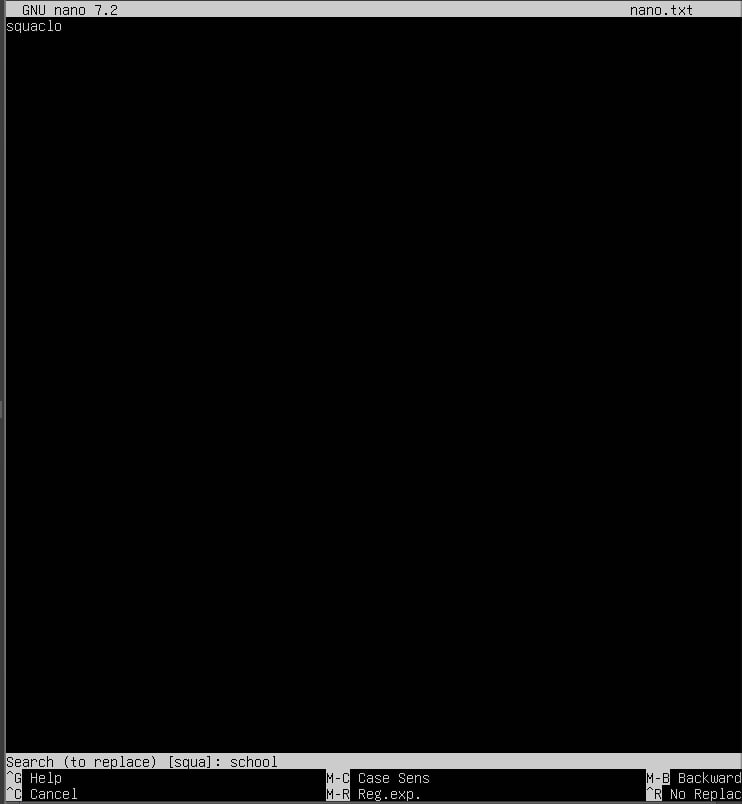 GNU nano 7.2 nano.txt
squaclo
Search (to replace) [squa]: school
^G Help M-C Case Sens M-B Backward
^C Cancel M-R Reg.exp. ^R No Replac